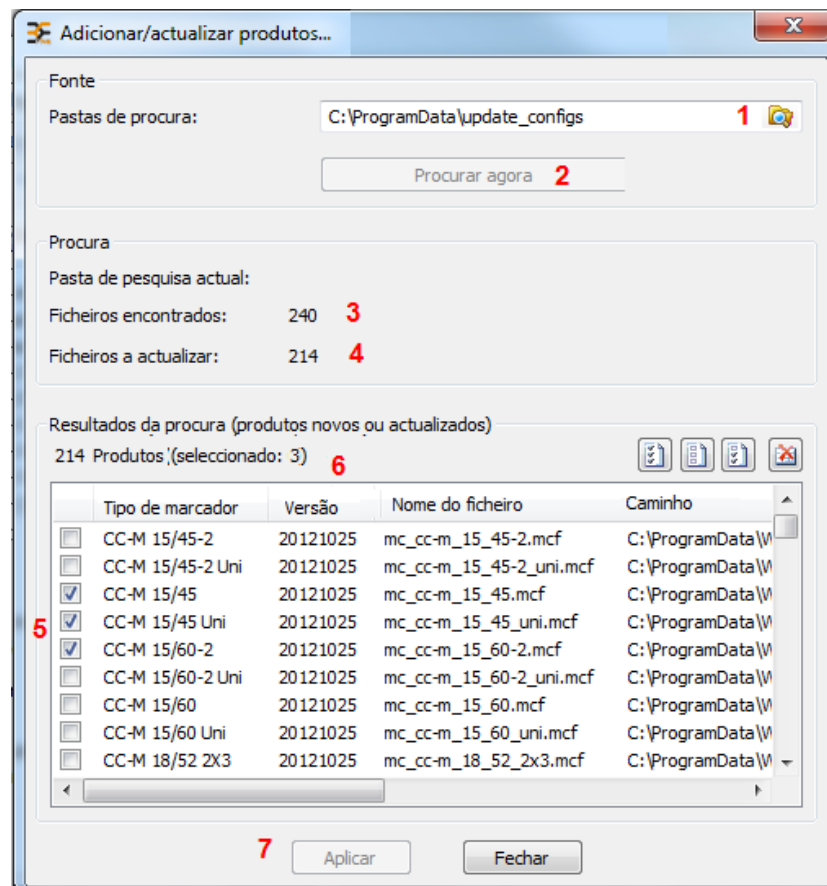 Adicionar/actualizar produtos...
Fonte
Pastas de procura: C:\ProgramData\update_configs 1
Procurar agora 2
Procura
Pasta de pesquisa actual:
Ficheiros encontrados: 240 3
Ficheiros a actualizar: 214 4
Resultados da procura (produtos novos ou actualizados)
214 Produtos (seleccionado: 3) 6
Tipo de marcador Versão Nome do ficheiro Caminho
CC-M 15/45-2 20121025 mc_cc-m_15_45-2.mcf C:\ProgramData\W
CC-M 15/45-2 Uni 20121025 mc_cc-m_15_45-2_uni.mcf C:\ProgramData\W
CC-M 15/45 20121025 mc_cc-m_15_45.mcf C:\ProgramData\W
5 CC-M 15/45 Uni 20121025 mc_cc-m_15_45_uni.mcf C:\ProgramData\W
CC-M 15/60-2 20121025 mc_cc-m_15_60-2.mcf C:\ProgramData\W
CC-M 15/60-2 Uni 20121025 mc_cc-m_15_60-2_uni.mcf C:\ProgramData\W
CC-M 15/60 20121025 mc_cc-m_15_60.mcf C:\ProgramData\W
CC-M 15/60 Uni 20121025 mc_cc-m_15_60_uni.mcf C:\ProgramData\W
CC-M 18/52 2X3 20121025 mc_cc-m_18_52_2x3.mcf C:\ProgramData\W
7 Aplicar Fechar